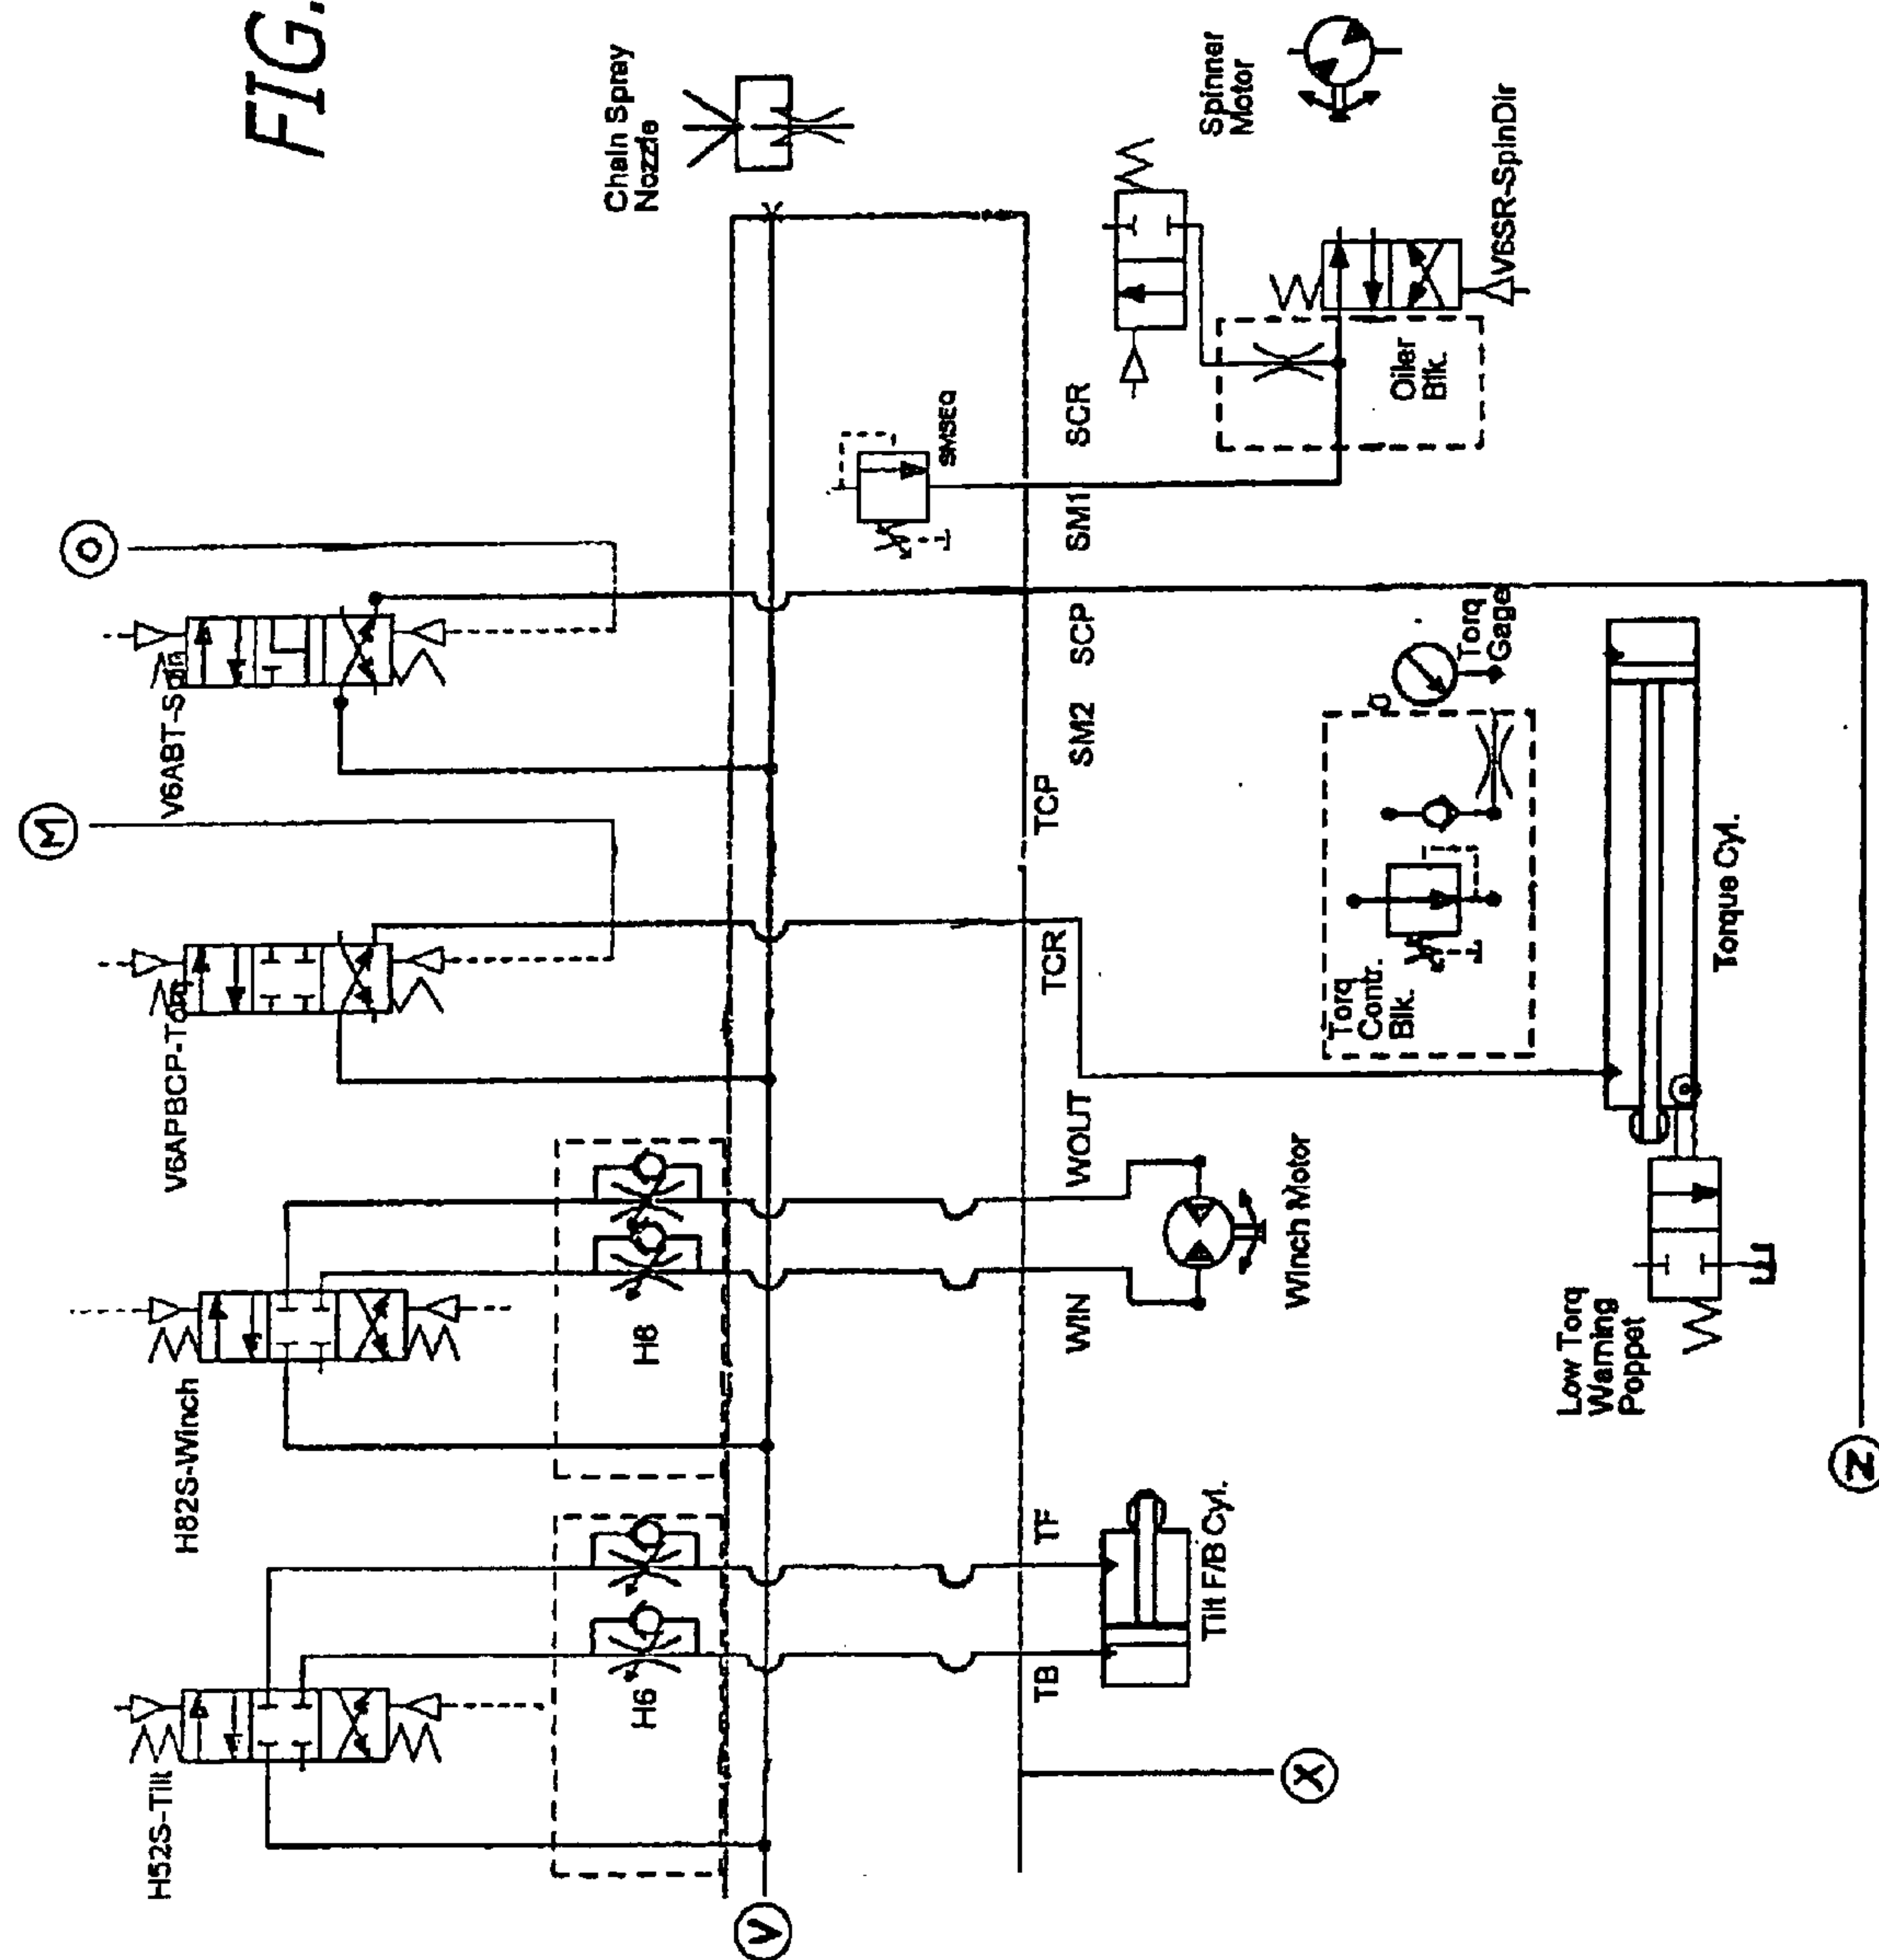 FIG.
H52S-Tilt
H82S-Winch
V6APBCP-Torq
V6ABT-Spin
M
O
H6
H8
Chain Spray
Nozzle
SMSEQ
V
TB
TF
WIN
WOUT
TCR
TCP
SM2
SCP
SM1
SCR
X
Tilt F/B Cyl.
Winch Motor
Torq
Contr.
Blk.
Torq
Gage
Oiler
Blk.
Spinner
Motor
V6SR-SpinDir
Low Torq
Warning
Poppet
Torque Cyl.
Z